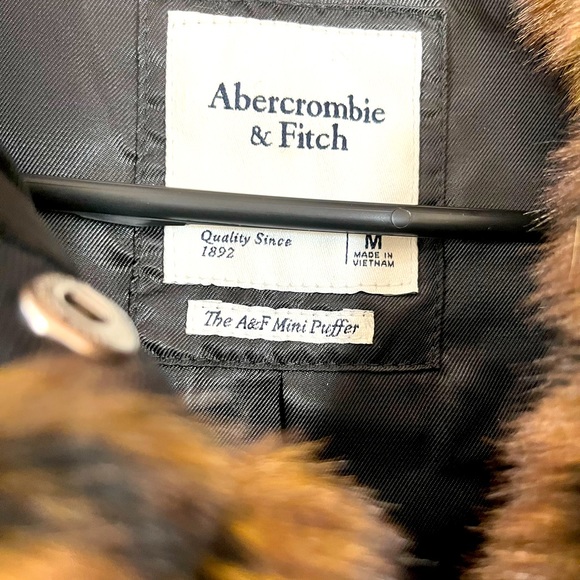 Abercrombie
& Fitch
Quality Since
1892
M
MADE IN
VIETNAM
The A&F Mini Puffer